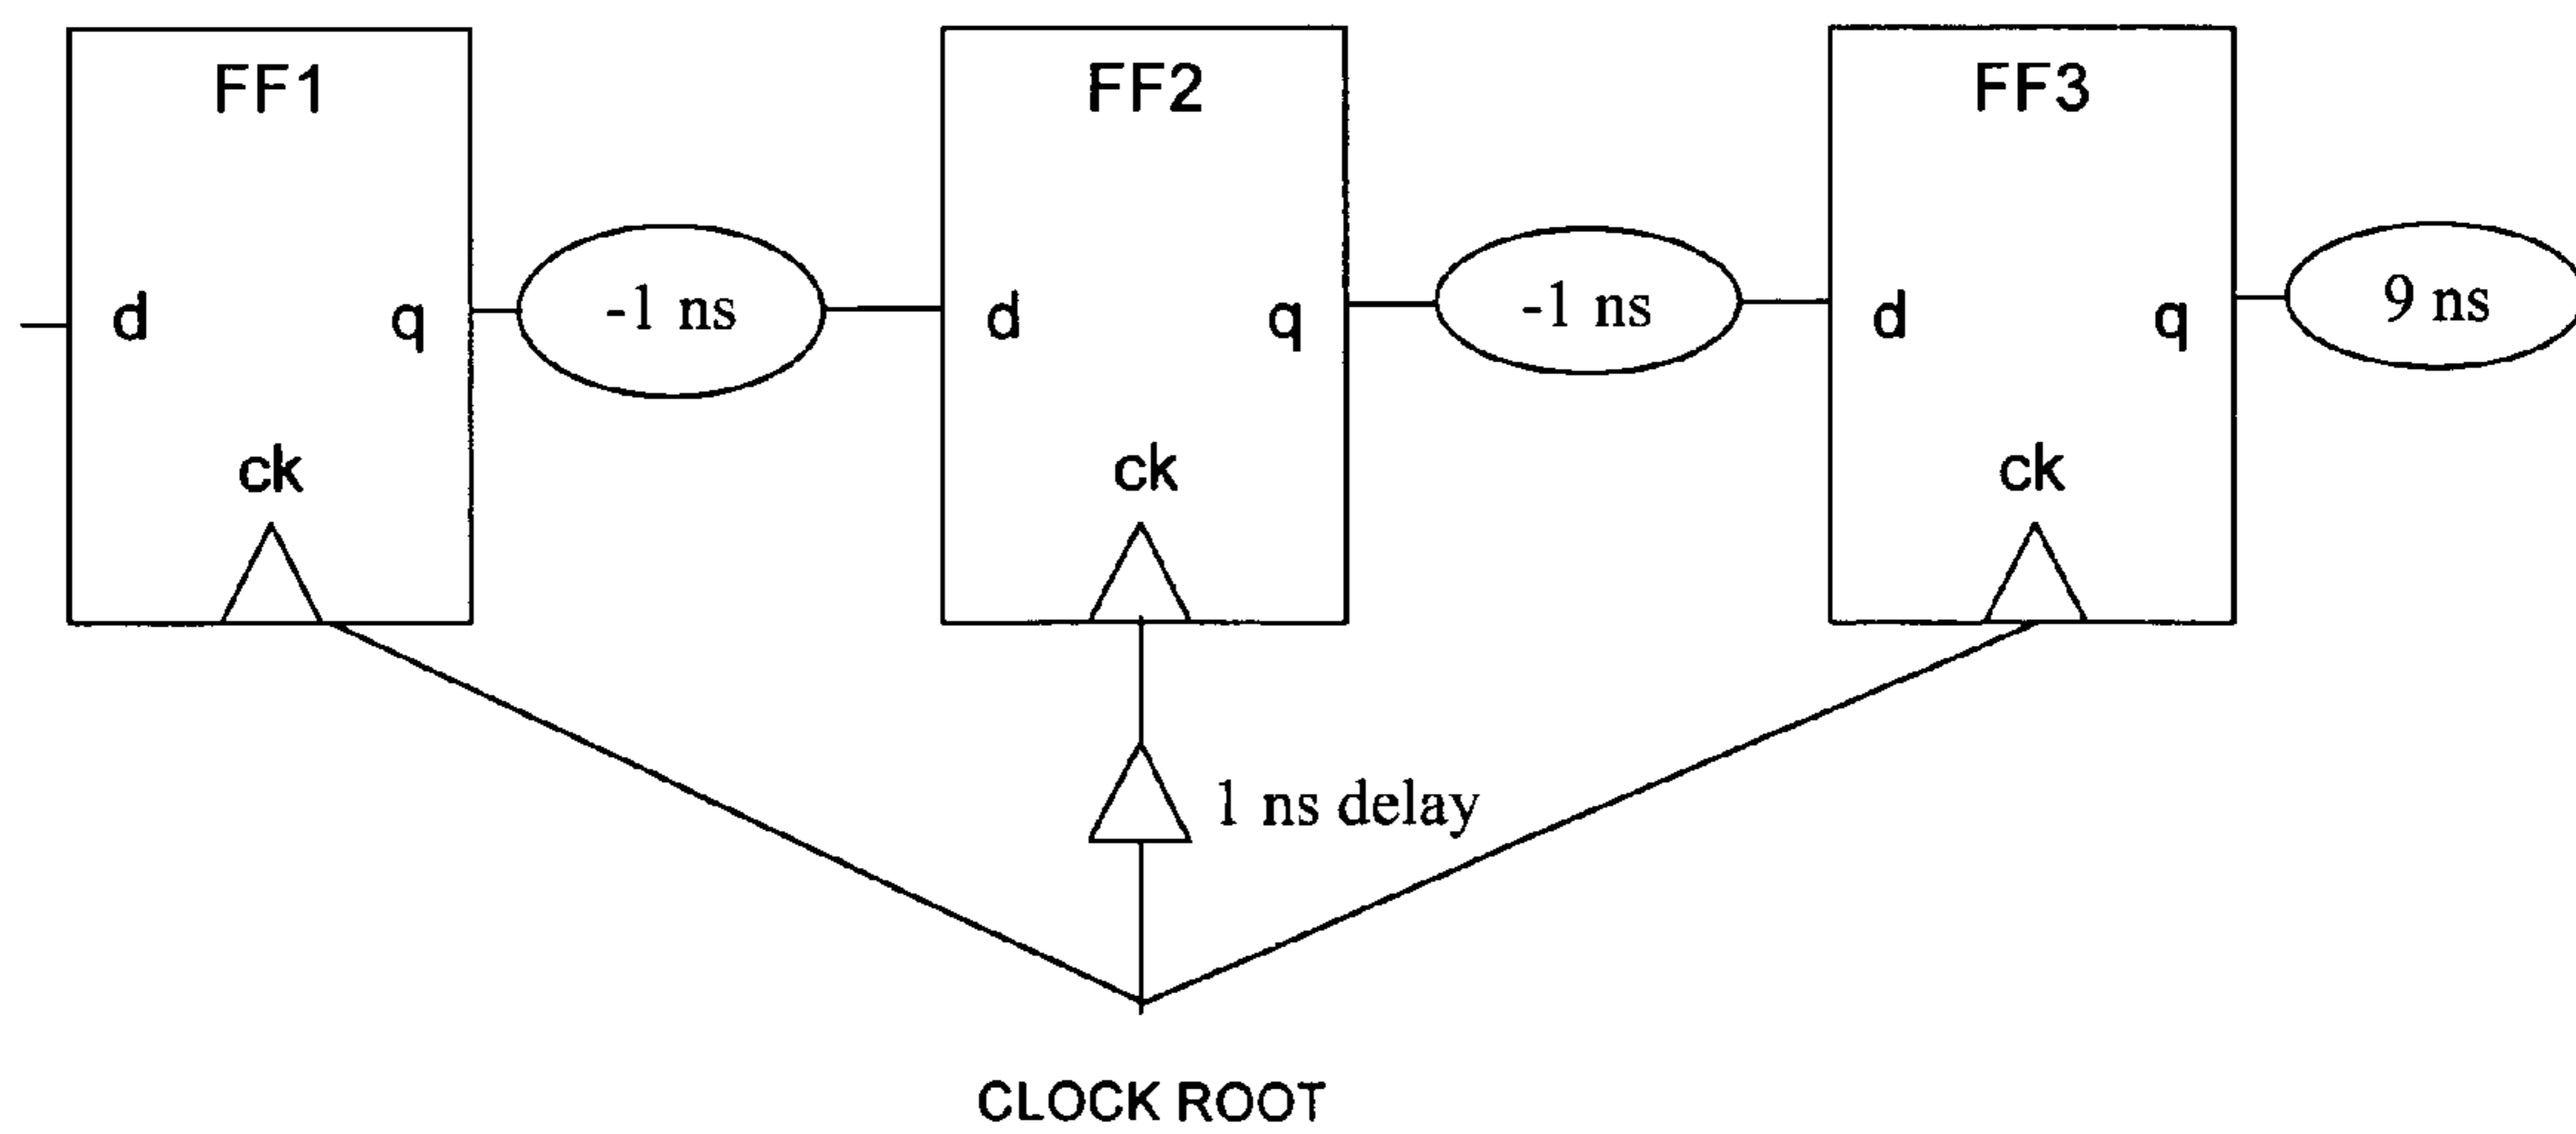 FF1
FF2
FF3
d
q
-1 ns
d
q
-1 ns
d
q
9 ns
ck
ck
ck
1 ns delay
CLOCK ROOT